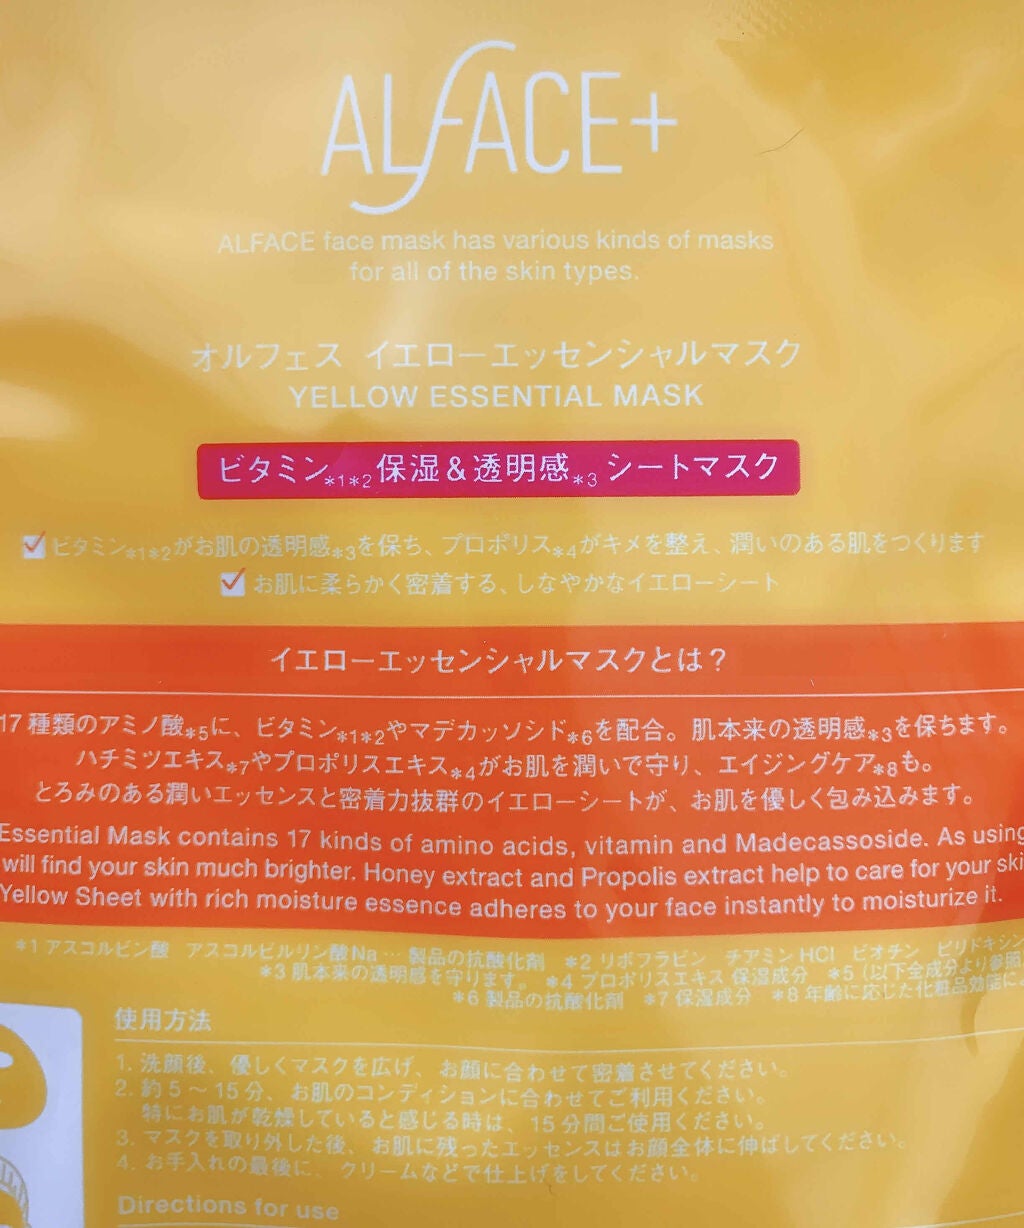 ALFACE+
ALFACE face mask has various kinds of masks
for all of the skin types.
オルフェス イエローエッセンシャルマスク
YELLOW ESSENTIAL MASK
ビタミン*1*2保湿&透明感*3シートマスク
ビタミン*1*2がお肌の透明感*3を保ち、プロポリス*4がキメを整え、潤いのある肌をつくります
お肌に柔らかく密着する、しなやかなイエローシート
イエローエッセンシャルマスクとは?
17種類のアミノ酸*5に、ビタミン*1*2やマデカッソシド*6を配合。肌本来の透明感*3を保ちます。
ハチミツエキス*7やプロポリスエキス*4がお肌を潤いで守り、エイジングケア*8も。
とろみのある潤いエッセンスと密着力抜群のイエローシートが、お肌を優しく包み込みます。
Essential Mask contains 17 kinds of amino acids, vitamin and Madecassoside. As using
will find your skin much brighter. Honey extract and Propolis extract help to care for your ski
Yellow Sheet with rich moisture essence adheres to your face instantly to moisturize it.
*1 アスコルビン酸 アスコルビルリン酸Na … 製品の抗酸化剤 *2 リボフラビン チアミンHCl ビオチン ピリドキシン
*3 肌本来の透明感を守ります。 *4 プロポリスエキス 保湿成分 *5 (以下全成分より参照
*6 製品の抗酸化剤 *7 保湿成分 *8 年齢に応じた化粧品効能によ
使用方法
1. 洗顔後、優しくマスクを広げ、お顔に合わせて密着させてください。
2. 約5～15分、お肌のコンディションに合わせてご利用ください。
特にお肌が乾燥していると感じる時は、15分間ご使用ください。
3. マスクを取り外した後、お肌に残ったエッセンスはお顔全体に伸ばしてください。
4. お手入れの最後に、クリームなどで仕上げをしてください。
Directions for use